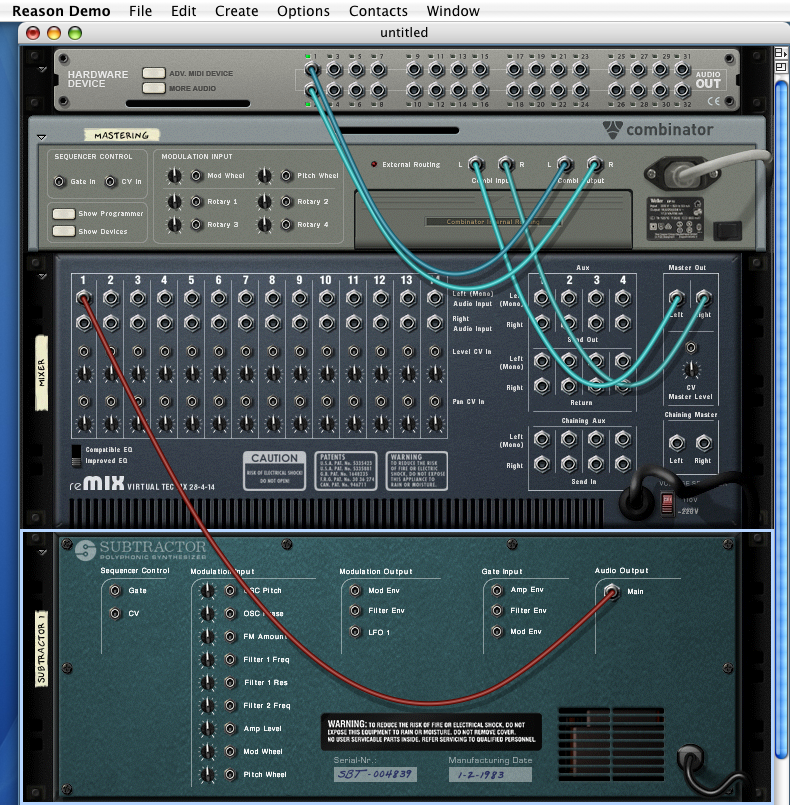 Reason Demo File Edit Create Options Contacts Window
untitled
HARDWARE DEVICE
ADV. MIDI DEVICE
MORE AUDIO
1 3 5 7 9 11 13 15 17 19 21 23 25 27 29 31
4 6 8 10 12 14 16 18 20 22 24 26 28 30 32
AUDIO OUT
CE
MASTERING
combinator
SEQUENCER CONTROL
Gate In CV In
Show Programmer
Show Devices
MODULATION INPUT
Mod Wheel Pitch Wheel
Rotary 1 Rotary 2
Rotary 3 Rotary 4
External Routing
L R L R
Combi Input Combi Output
Combinator Internal Routing
MIXER
1 2 3 4 5 6 7 8 9 10 11 12 13
Left (Mono) Audio Input
Right Audio Input
Level CV In
Pan CV In
Aux
1 2 3 4
Left (Mono)
Right
Send Out
Left (Mono)
Right
Return
Chaining Aux
Left (Mono)
Right
Send In
Master Out
Left Right
CV
Master Level
Chaining Master
Left Right
Compatible EQ
Improved EQ
reMIX VIRTUAL TEC MIX 28-4-14
CAUTION
RISK OF ELECTRICAL SHOCK!
DO NOT OPEN!
PATENTS
WARNING
TO REDUCE THE RISK
OF FIRE OR ELECTRIC
SHOCK, DO NOT EXPOSE
THIS APPLIANCE TO
RAIN OR MOISTURE.
~220V
SUBTRACTOR 1
SUBTRACTOR
POLYPHONIC SYNTHESIZER
Sequencer Control
Gate
CV
Modulation Input
OSC Pitch
OSC Phase
FM Amount
Filter 1 Freq
Filter 1 Res
Filter 2 Freq
Amp Level
Mod Wheel
Pitch Wheel
Modulation Output
Mod Env
Filter Env
LFO 1
Gate Input
Amp Env
Filter Env
Mod Env
Audio Output
Main
WARNING: TO REDUCE THE RISK OF FIRE OR ELECTRICAL SHOCK, DO NOT
EXPOSE THIS EQUIPMENT TO RAIN OR MOISTURE. DO NOT REMOVE COVER.
NO USER SERVICABLE PARTS INSIDE. REFER SERVICING TO QUALIFIED PERSONNEL.
Serial-Nr.: Manufacturing Date
SBT-004839 1-2-1983